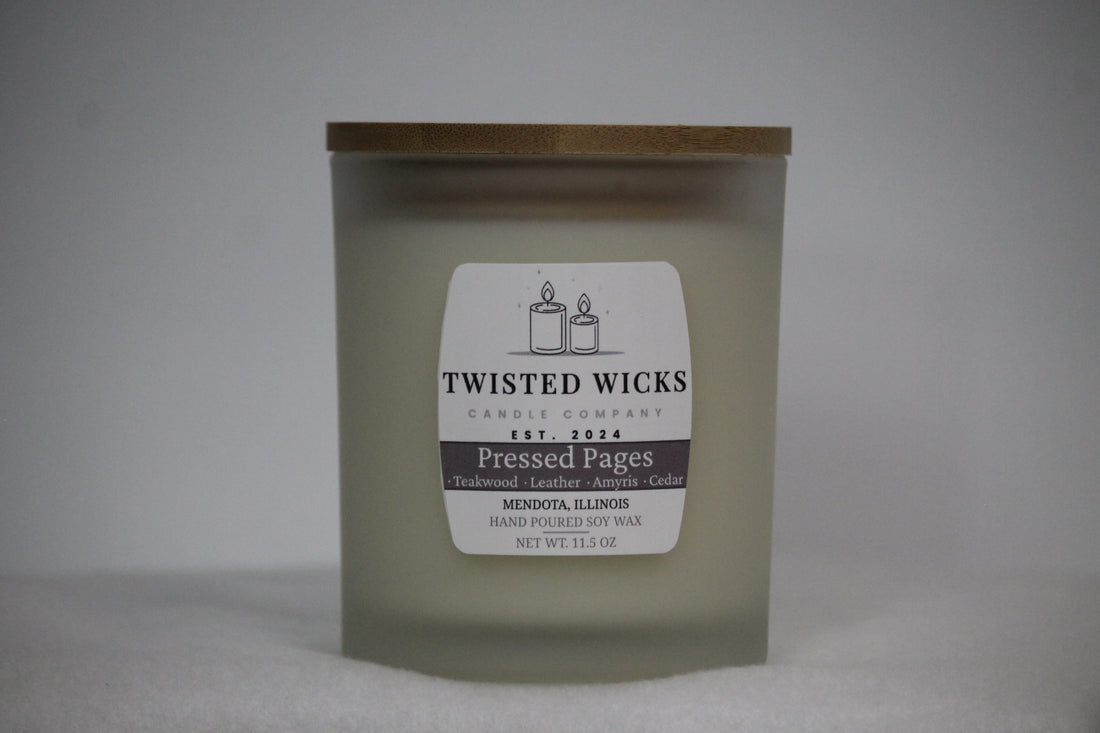 TWISTED WICKS
CANDLE COMPANY
EST. 2024
Pressed Pages
· Teakwood · Leather · Amyris · Cedar
MENDOTA, ILLINOIS
HAND POURED SOY WAX
NET WT. 11.5 OZ